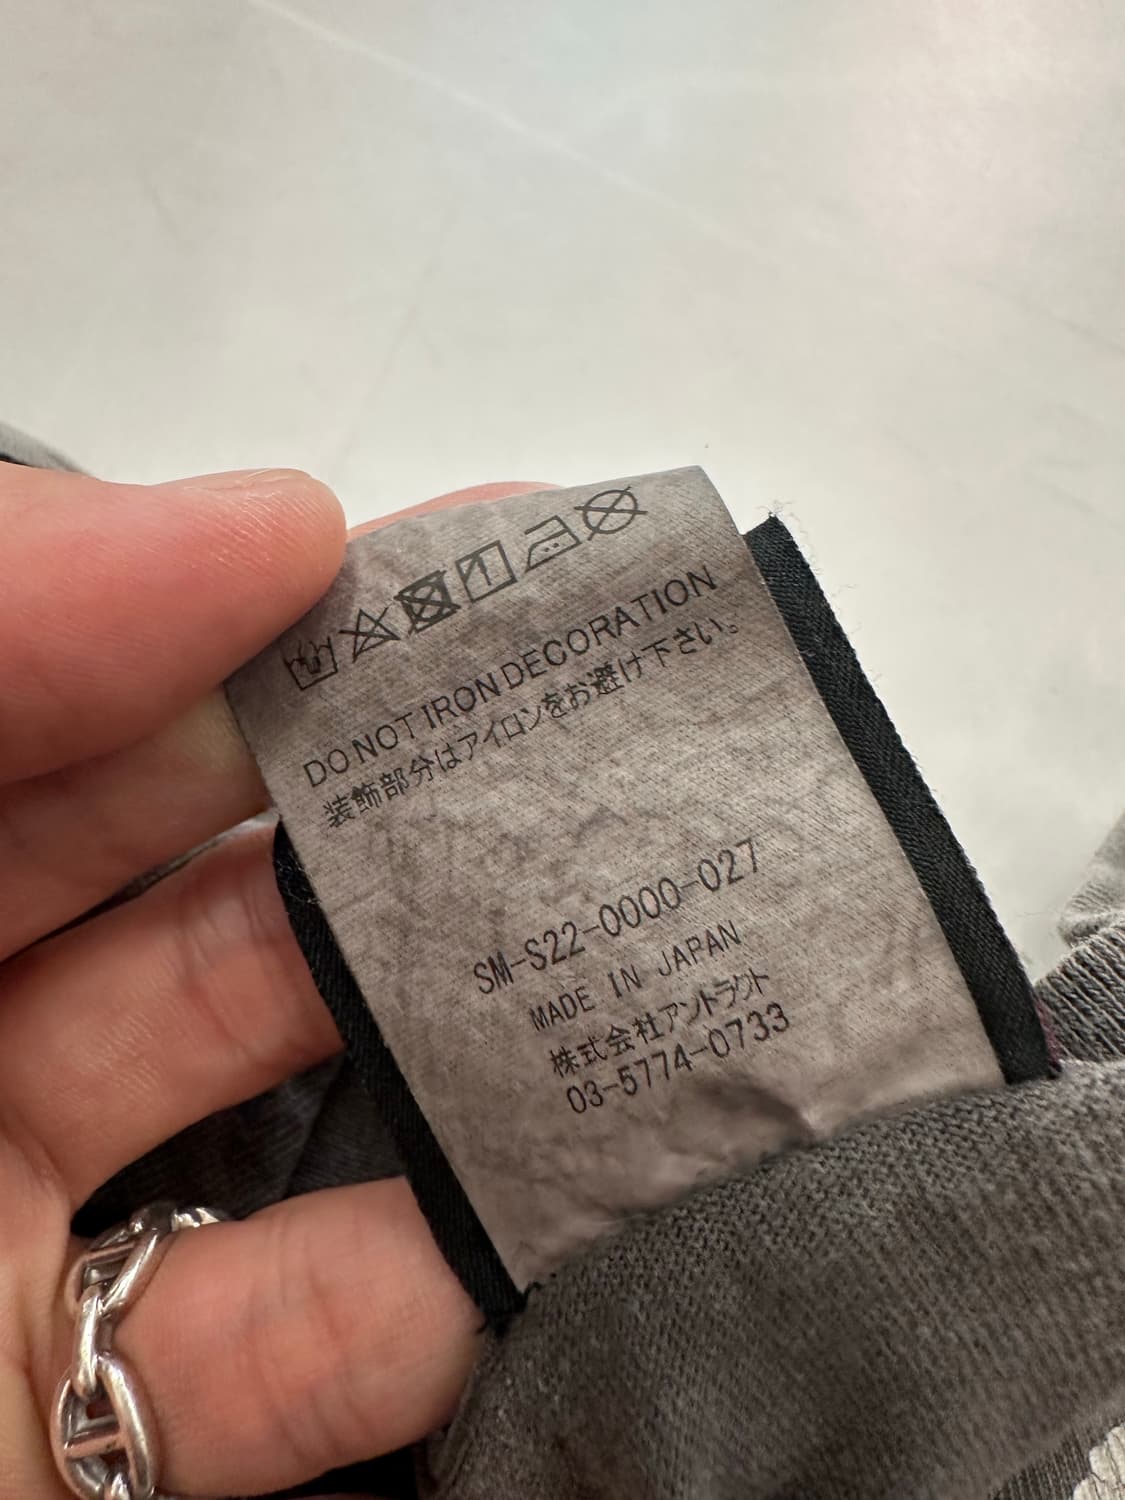 DO NOT IRON DECORATION
装飾部分はアイロンをお避け下さい。
SM-S22-0000-027
MADE IN JAPAN
株式会社アントラクト
03-5774-0733